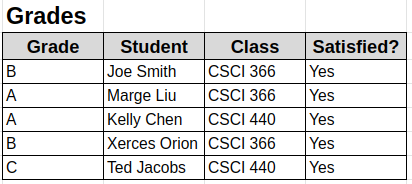 Grades
Grade Student Class Satisfied?
B Joe Smith CSCI 366 Yes
A Marge Liu CSCI 366 Yes
A Kelly Chen CSCI 440 Yes
B Xerces Orion CSCI 366 Yes
C Ted Jacobs CSCI 440 Yes